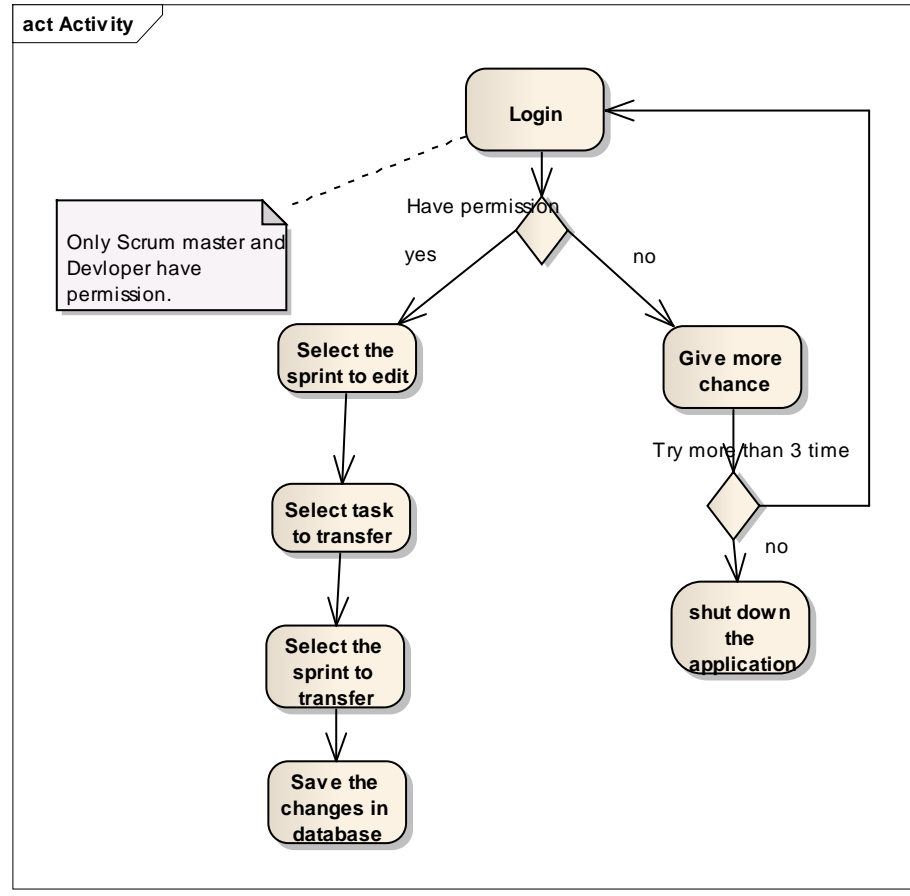 act Activity
Login
Have permission
Only Scrum master and
Devloper have
permission.
yes
no
Select the
sprint to edit
Give more
chance
Try more than 3 time
Select task
to transfer
no
shut down
the
application
Select the
sprint to
transfer
Save the
changes in
database